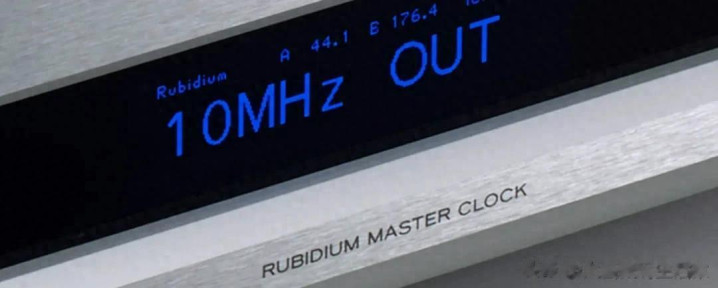 Rubidium A 44.1 B 176.4
10MHz OUT
RUBIDIUM MASTER CLOCK